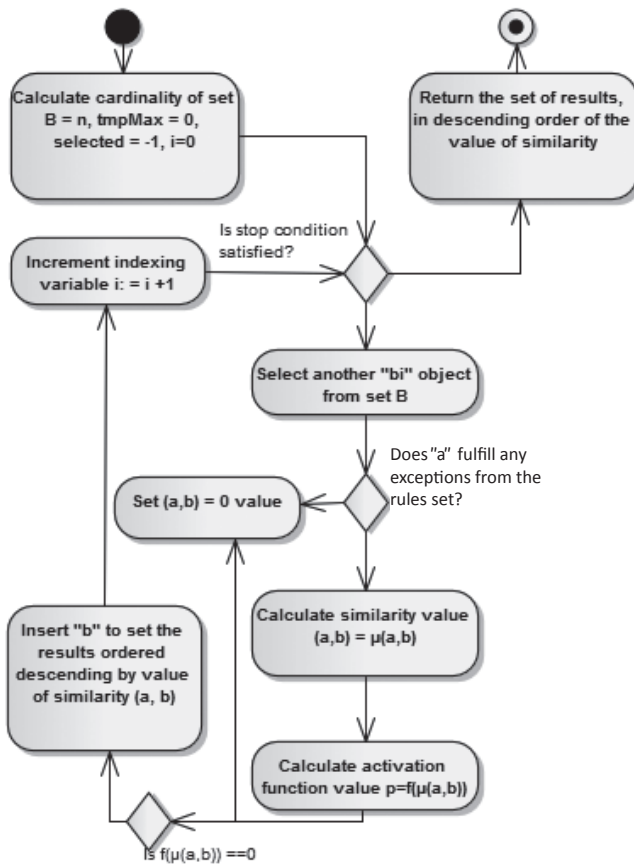 Calculate cardinality of set
B = n, tmpMax = 0,
selected = -1, i=0
Return the set of results,
in descending order of the
value of similarity
Is stop condition
satisfied?
Increment indexing
variable i: = i +1
Select another "bi" object
from set B
Does "a" fulfill any
exceptions from the
rules set?
Set (a,b) = 0 value
Calculate similarity value
(a,b) = μ(a,b)
Insert "b" to set the
results ordered
descending by value
of similarity (a, b)
Calculate activation
function value p=f(μ(a,b))
Is f(μ(a,b)) ==0